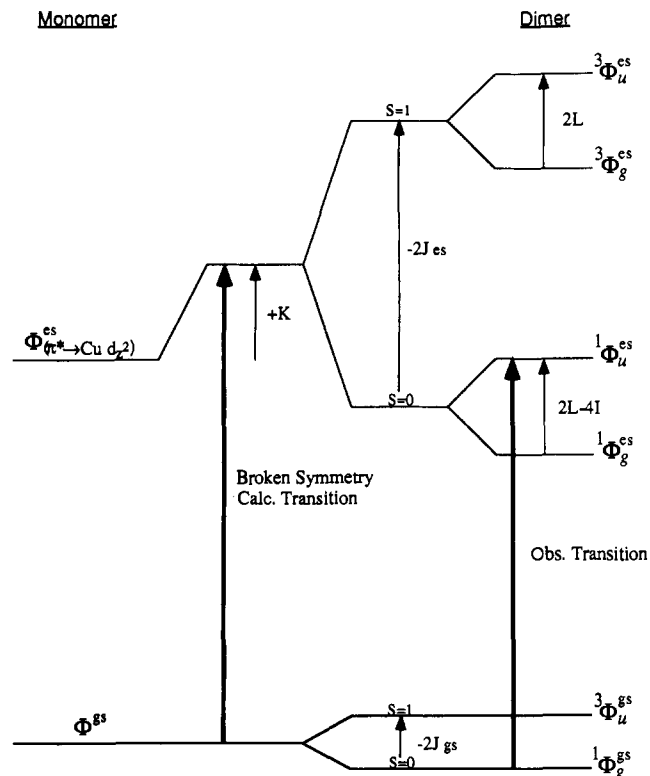 Monomer
Dimer
³Φᵤᵉˢ
S=1
2L
³Φgᵉˢ
-2J es
+K
Φᵉˢ(π*→Cu d_z²)
¹Φᵤᵉˢ
S=0
2L-4I
¹Φgᵉˢ
Broken Symmetry
Calc. Transition
Obs. Transition
Φᵍˢ
S=1
³Φᵤᵍˢ
-2J gs
S=0
¹Φgᵍˢ